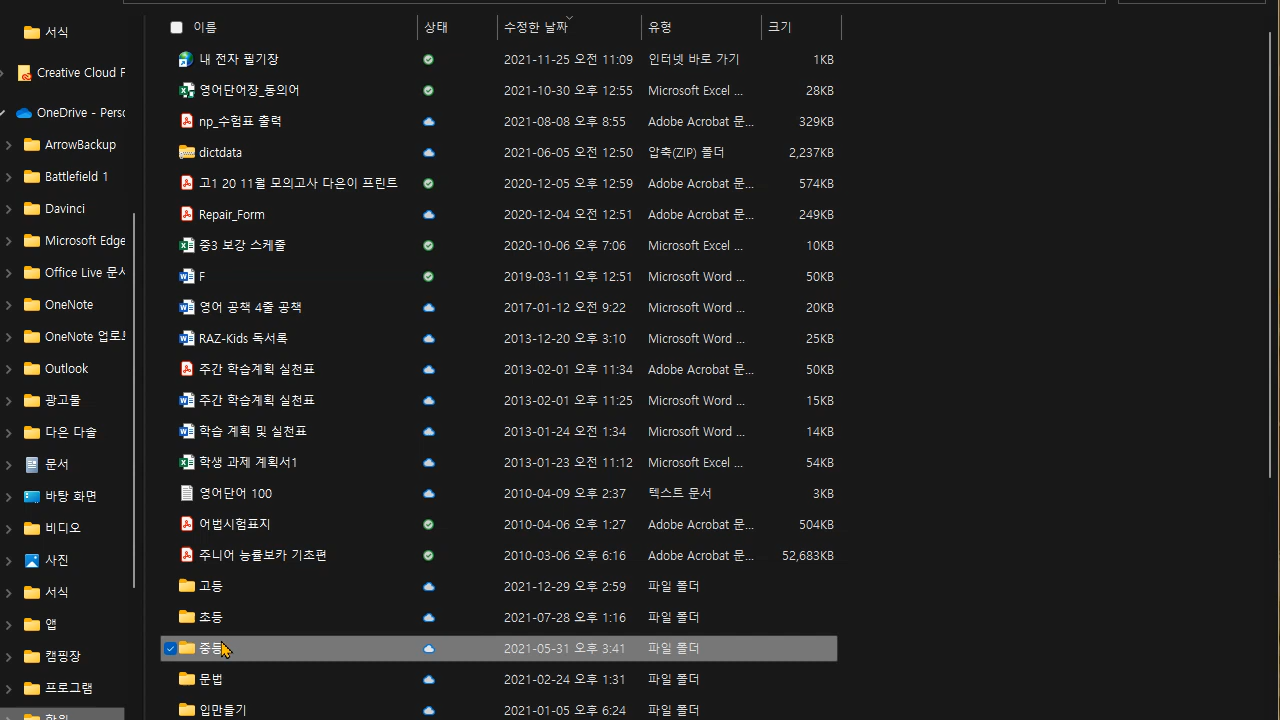 이름 상태 수정한 날짜 유형 크기
내 전자 필기장 2021-11-25 오전 11:09 인터넷 바로 가기 1KB
영어단어장_동의어 2021-10-30 오후 12:55 Microsoft Excel ... 28KB
np_수험표 출력 2021-08-08 오후 8:55 Adobe Acrobat 문... 329KB
dictdata 2021-06-05 오전 12:50 압축(ZIP) 폴더 2,237KB
고1 20 11월 모의고사 다은이 프린트 2020-12-05 오후 12:59 Adobe Acrobat 문... 574KB
Repair_Form 2020-12-04 오전 12:51 Adobe Acrobat 문... 249KB
중3 보강 스케줄 2020-10-06 오후 7:06 Microsoft Excel ... 10KB
F 2019-03-11 오후 12:51 Microsoft Word ... 50KB
영어 공책 4줄 공책 2017-01-12 오전 9:22 Microsoft Word ... 20KB
RAZ-Kids 독서록 2013-12-20 오후 3:10 Microsoft Word ... 25KB
주간 학습계획 실천표 2013-02-01 오후 11:34 Adobe Acrobat 문... 50KB
주간 학습계획 실천표 2013-02-01 오후 11:25 Microsoft Word ... 15KB
학습 계획 및 실천표 2013-01-24 오전 1:34 Microsoft Word ... 14KB
학생 과제 계획서1 2013-01-23 오전 11:12 Microsoft Excel ... 54KB
영어단어 100 2010-04-09 오후 2:37 텍스트 문서 3KB
어법시험표지 2010-04-06 오후 1:27 Adobe Acrobat 문... 504KB
주니어 능률보카 기초편 2010-03-06 오후 6:16 Adobe Acrobat 문... 52,683KB
고등 2021-12-29 오후 2:59 파일 폴더
초등 2021-07-28 오후 1:16 파일 폴더
중등 2021-05-31 오후 3:41 파일 폴더
문법 2021-02-24 오후 1:31 파일 폴더
입만들기 2021-01-05 오후 6:24 파일 폴더
서식
Creative Cloud F
OneDrive - Perso
ArrowBackup
Battlefield 1
Davinci
Microsoft Edge
Office Live 문서
OneNote
OneNote 업로드
Outlook
광고물
다은 다솔
문서
바탕 화면
비디오
사진
서식
앱
캠핑장
프로그램